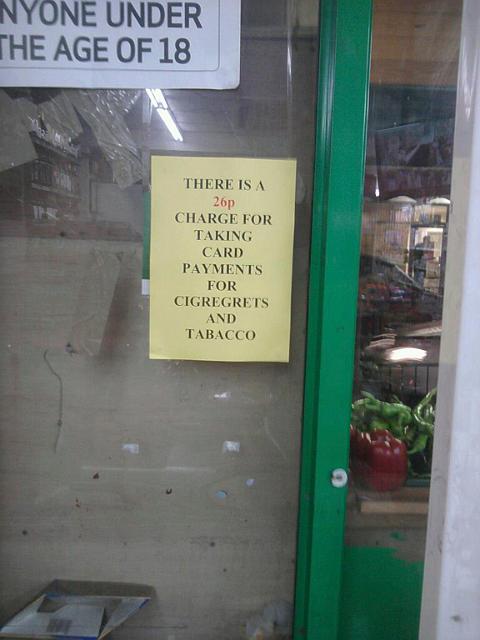 NYONE UNDER
THE AGE OF 18
THERE IS A
26p
CHARGE FOR
TAKING
CARD
PAYMENTS
FOR
CIGREGRETS
AND
TABACCO